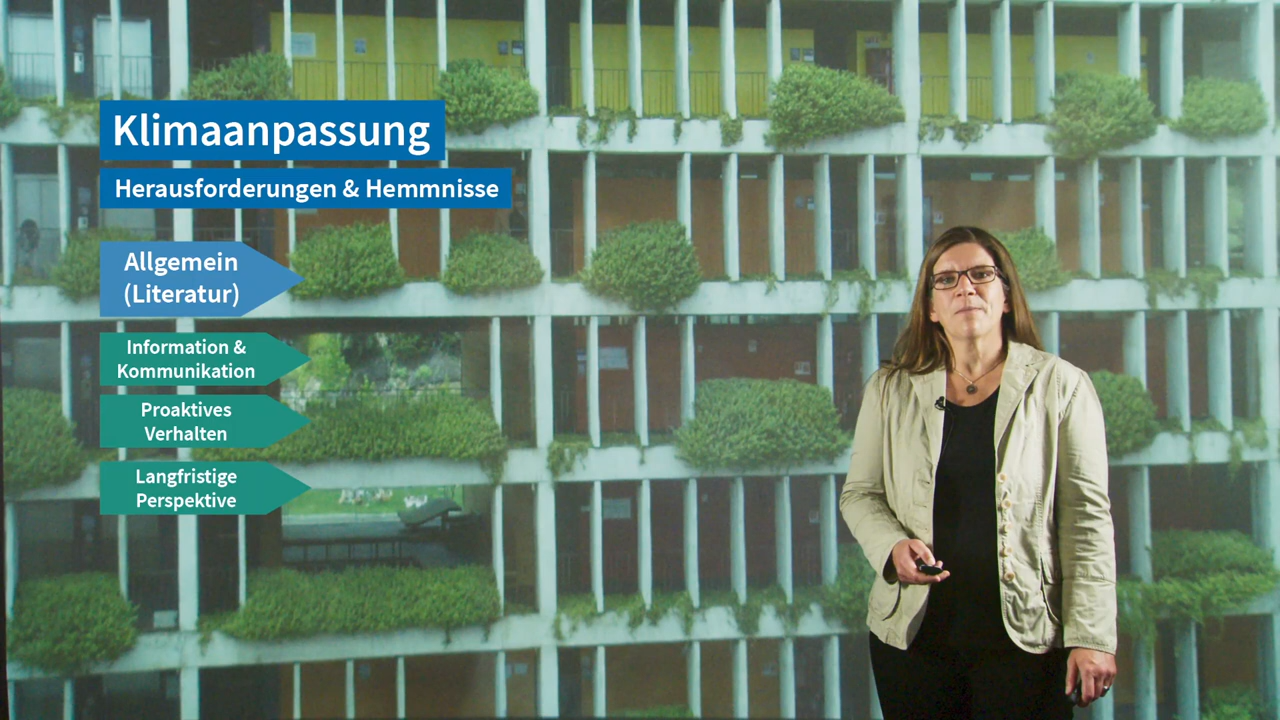 Klimaanpassung
Herausforderungen & Hemmnisse
Allgemein
(Literatur)
Information &
Kommunikation
Proaktives
Verhalten
Langfristige
Perspektive